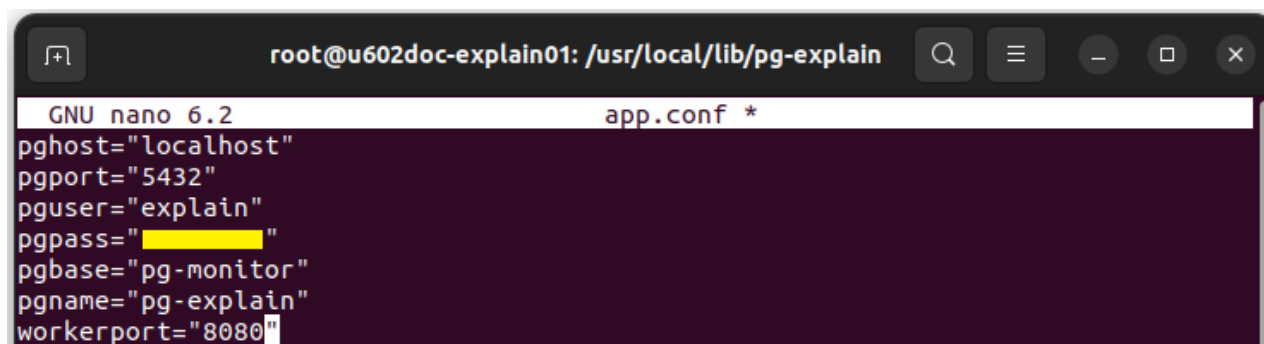 root@u602doc-explain01: /usr/local/lib/pg-explain
GNU nano 6.2 app.conf *
pghost="localhost"
pgport="5432"
pguser="explain"
pgpass=" "
pgbase="pg-monitor"
pgname="pg-explain"
workerport="8080"